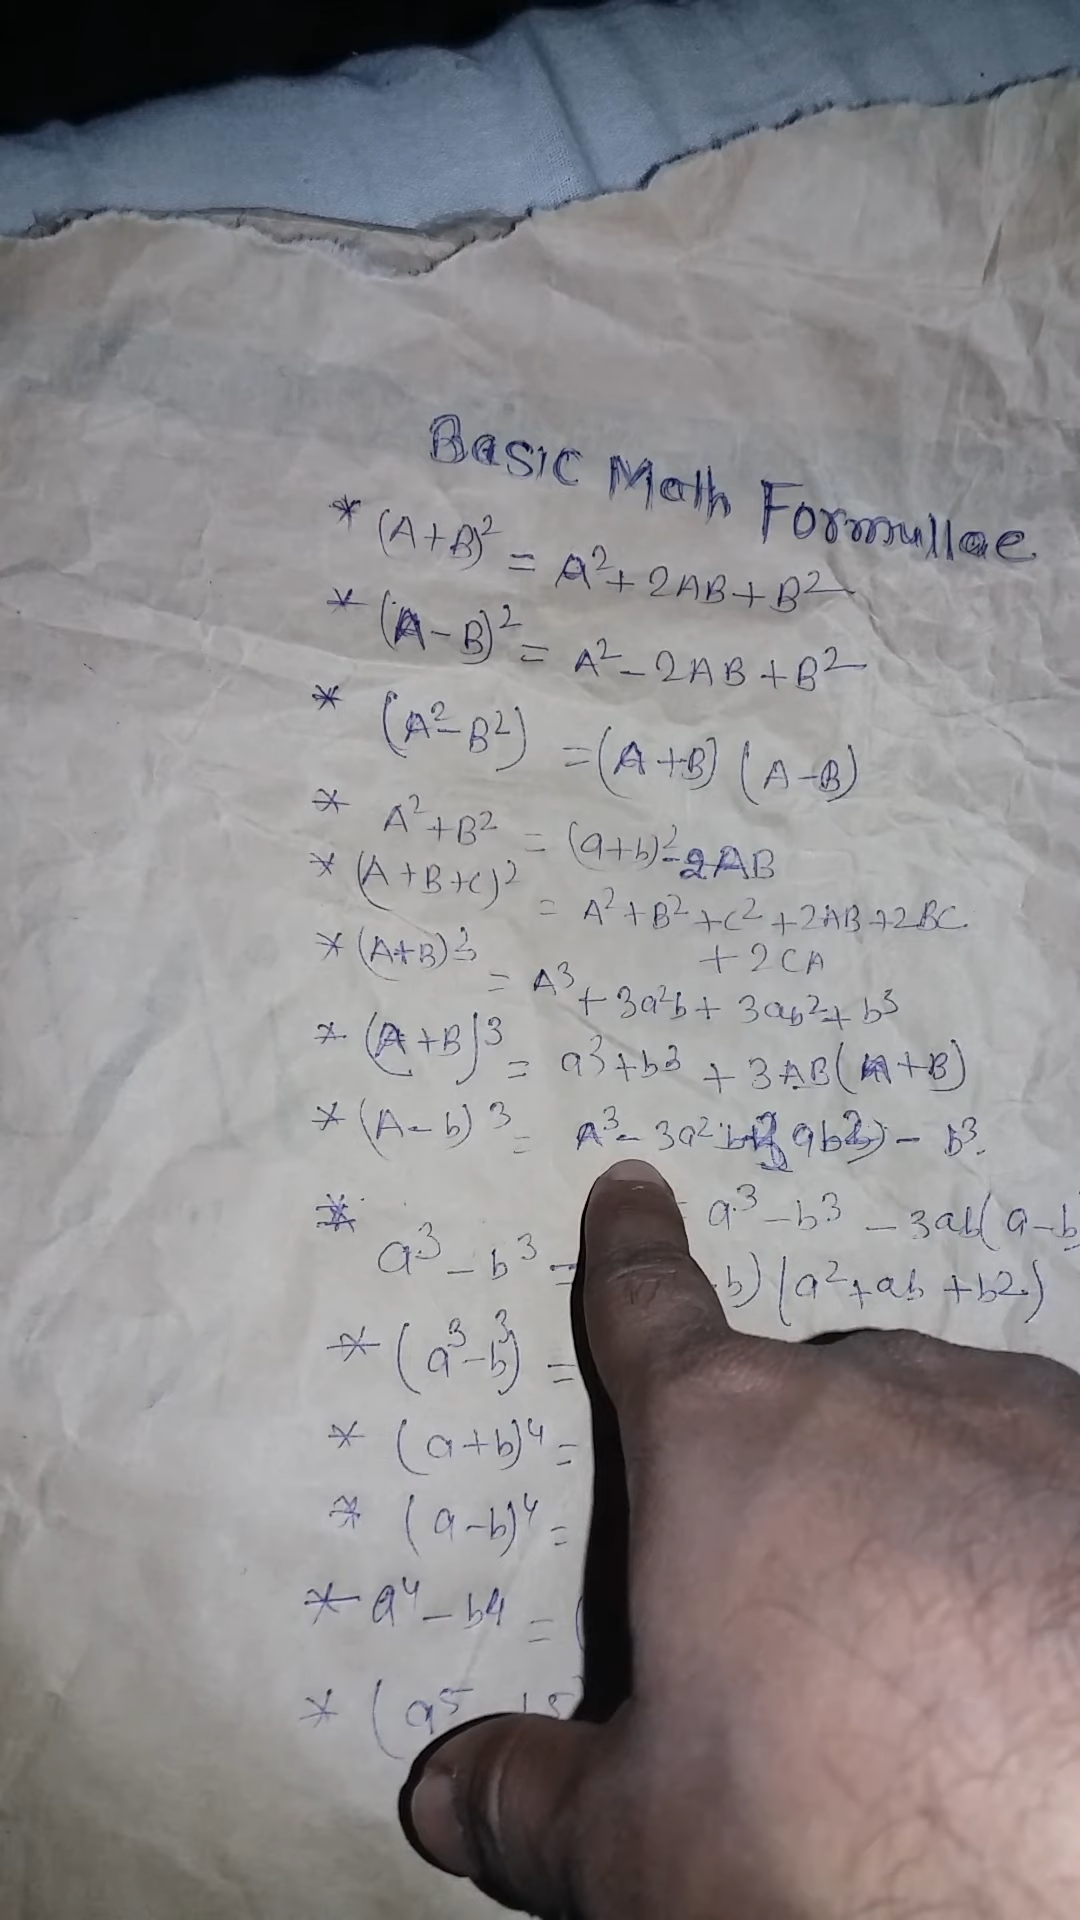 Basic Math Formullae
* (A+B)² = A²+2AB+B²
* (A-B)² = A²-2AB+B²
* (A²-B²) = (A+B) (A-B)
* A²+B² = (a+b)²-2AB
* (A+B+C)² = A²+B²+C²+2AB+2BC
+2CA
* (A+B)³ = A³+3a²b+3ab²+b³
* (A+B)³ = a³+b³+3AB(A+B)
* (A-b)³ = A³-3a²b+3ab²)-b³.
= a³-b³-3ab(a-b
* a³-b³ = b)(a²+ab+b2)
* (a³-b³) =
* (a+b)⁴ =
* (a-b)⁴ =
* a⁴-b4 = (
* (a⁵